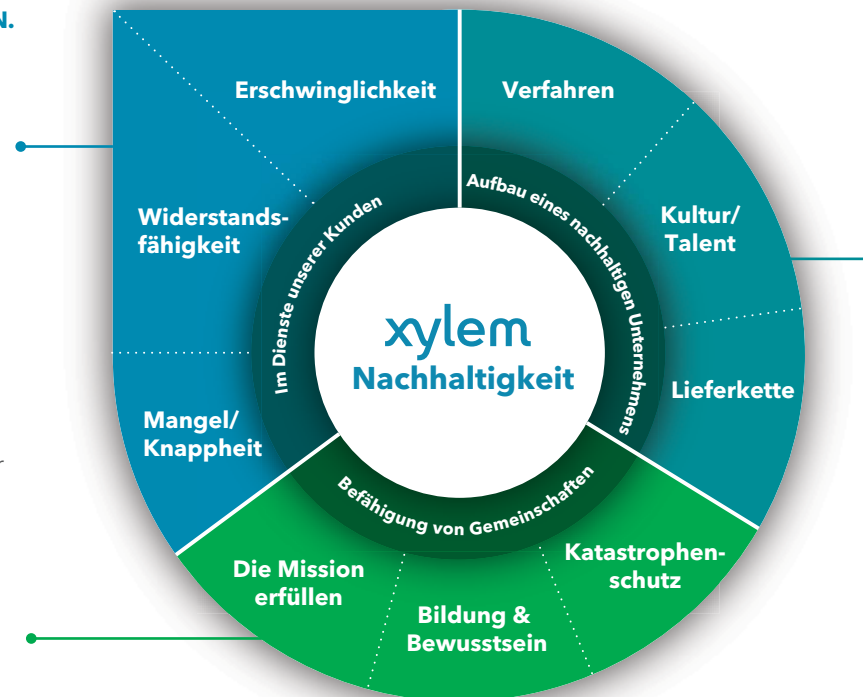 N.
Erschwinglichkeit
Verfahren
Widerstands-
fähigkeit
Kultur/
Talent
Im Dienste unserer Kunden
Aufbau eines nachhaltigen Unternehmens
xylem
Nachhaltigkeit
Lieferkette
Mangel/
Knappheit
Befähigung von Gemeinschaften
Die Mission
erfüllen
Bildung &
Bewusstsein
Katastrophen-
schutz